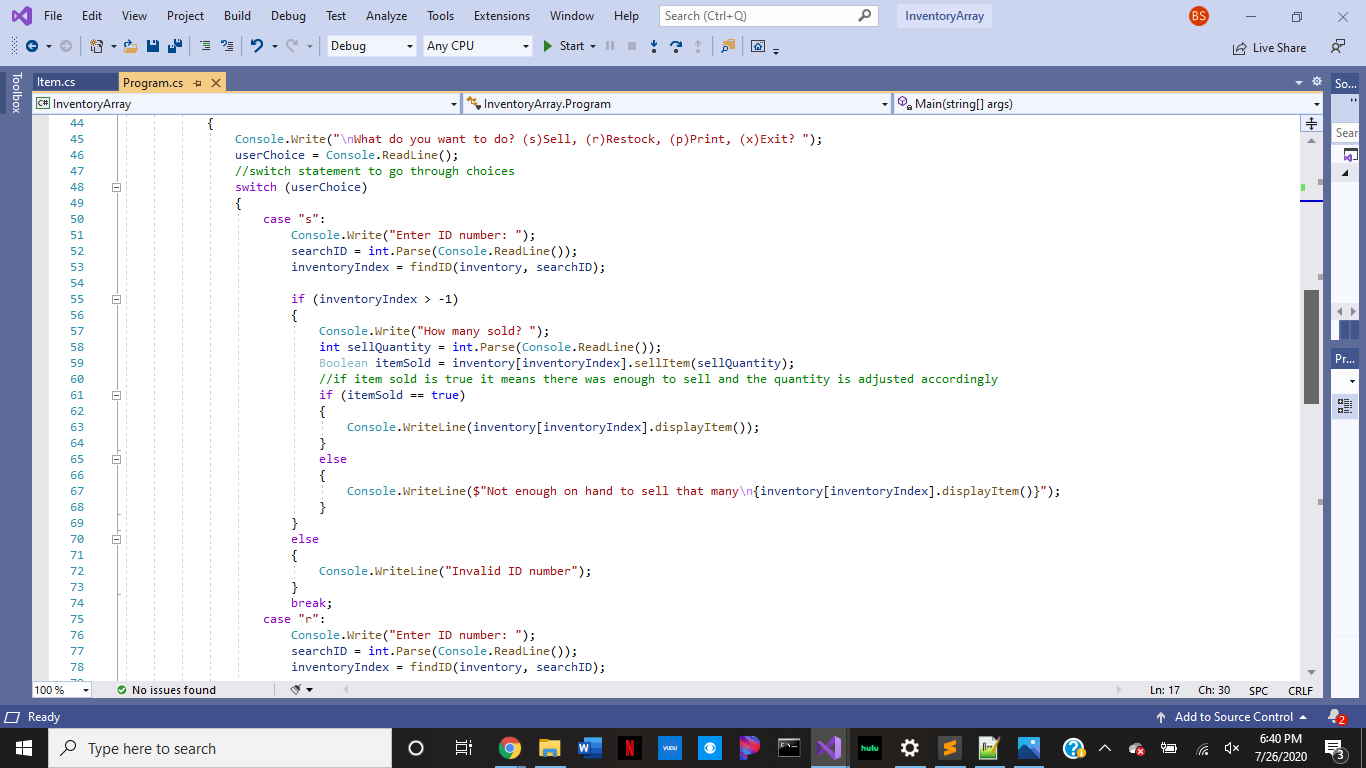 File Edit View Project Build Debug Test Analyze Tools Extensions Window Help Search (Ctrl+Q) InventoryArray BS
Debug Any CPU Start Live Share
Toolbox
Item.cs Program.cs So...
InventoryArray InventoryArray.Program Main(string[] args)
Sear
44 {
45 Console.Write("\nWhat do you want to do? (s)Sell, (r)Restock, (p)Print, (x)Exit? ");
46 userChoice = Console.ReadLine();
47 //switch statement to go through choices
48 switch (userChoice)
49 {
50 case "s":
51 Console.Write("Enter ID number: ");
52 searchID = int.Parse(Console.ReadLine());
53 inventoryIndex = findID(inventory, searchID);
54
55 if (inventoryIndex > -1)
56 {
57 Console.Write("How many sold? ");
58 int sellQuantity = int.Parse(Console.ReadLine());
59 Boolean itemSold = inventory[inventoryIndex].sellItem(sellQuantity);
60 //if item sold is true it means there was enough to sell and the quantity is adjusted accordingly
61 if (itemSold == true)
62 {
63 Console.WriteLine(inventory[inventoryIndex].displayItem());
64 }
65 else
66 {
67 Console.WriteLine($"Not enough on hand to sell that many\n{inventory[inventoryIndex].displayItem()}");
68 }
69 }
70 else
71 {
72 Console.WriteLine("Invalid ID number");
73 }
74 break;
75 case "r":
76 Console.Write("Enter ID number: ");
77 searchID = int.Parse(Console.ReadLine());
78 inventoryIndex = findID(inventory, searchID);
Pr...
100 % No issues found Ln: 17 Ch: 30 SPC CRLF
Ready Add to Source Control 2
Type here to search W N VUDU hulu 6:40 PM
7/26/2020 3